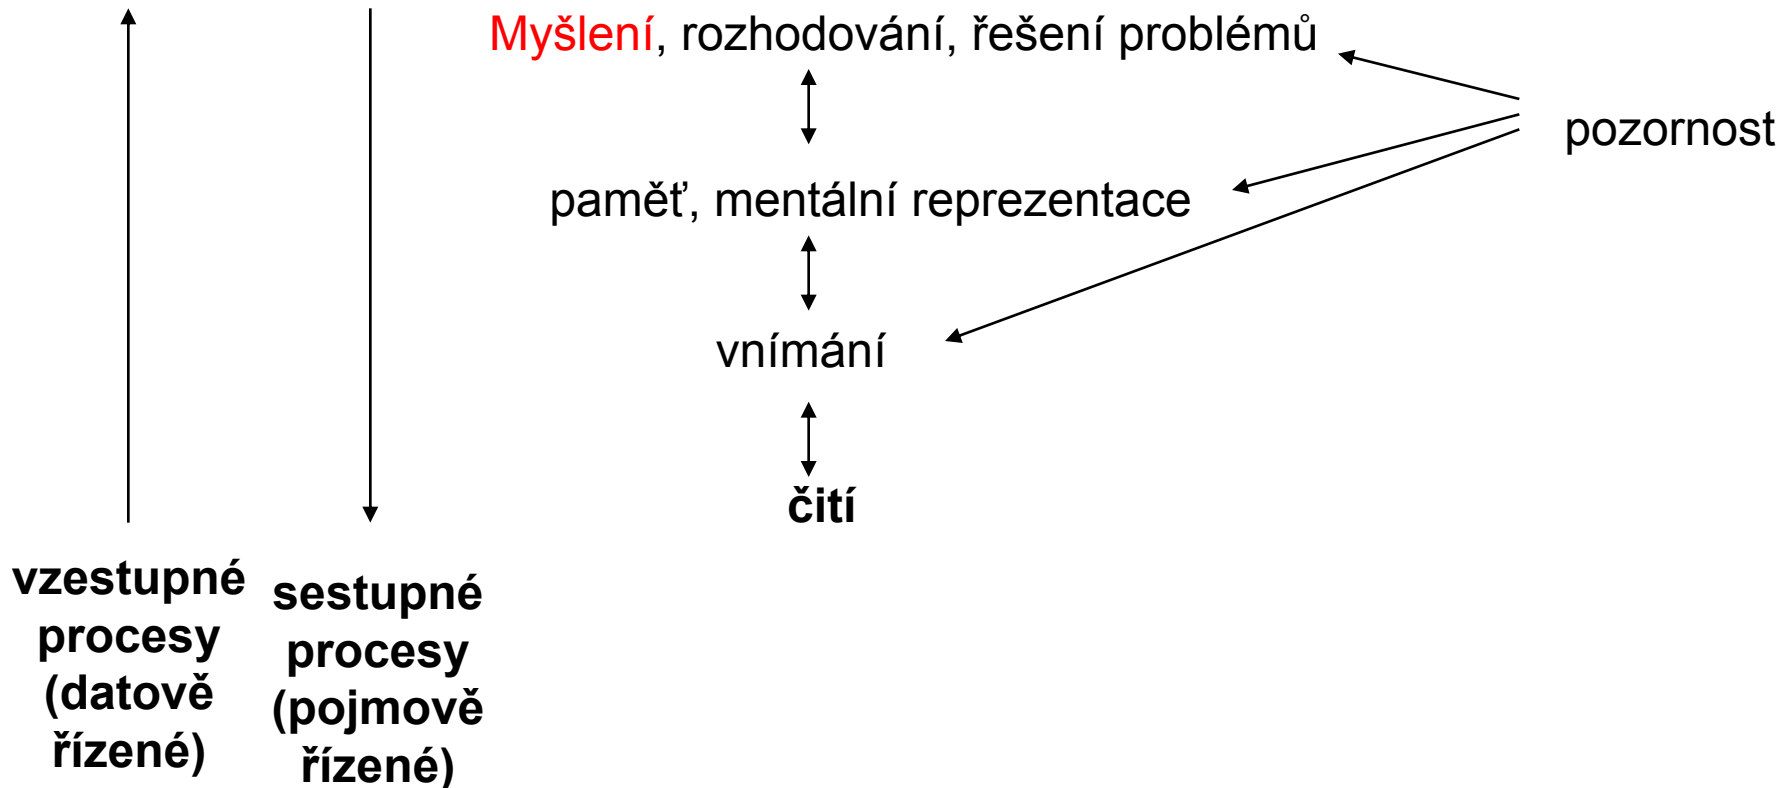 Myšlení, rozhodování, řešení problémů
pozornost
paměť, mentální reprezentace
vnímání
čití
vzestupné
procesy
(datově
řízené)
sestupné
procesy
(pojmově
řízené)